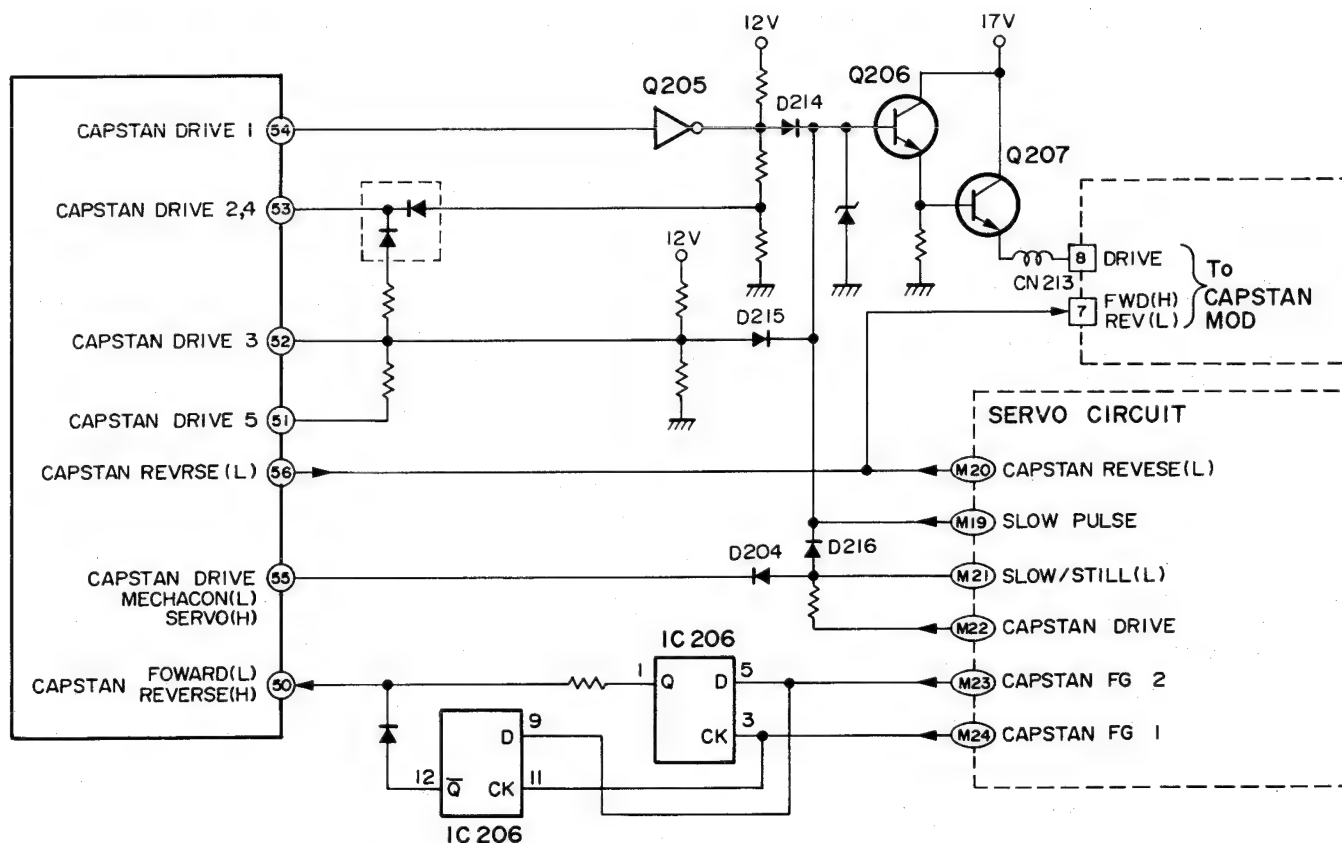 12V
17V
Q205
Q206
D214
Q207
CAPSTAN DRIVE 1 54
CAPSTAN DRIVE 2,4 53
12V
8 DRIVE
CN213
7 FWD(H)
REV(L)
To
CAPSTAN
MOD
D215
CAPSTAN DRIVE 3 52
CAPSTAN DRIVE 5 51
SERVO CIRCUIT
CAPSTAN REVRSE (L) 56
M20 CAPSTAN REVESE(L)
M19 SLOW PULSE
D204
D216
CAPSTAN DRIVE 55
MECHACON(L)
SERVO(H)
M21 SLOW/STILL(L)
M22 CAPSTAN DRIVE
IC 206
CAPSTAN FOWARD(L)
REVERSE(H) 50
1 Q D 5
M23 CAPSTAN FG 2
CK 3
M24 CAPSTAN FG 1
D 9
12 Q̅ CK 11
IC 206